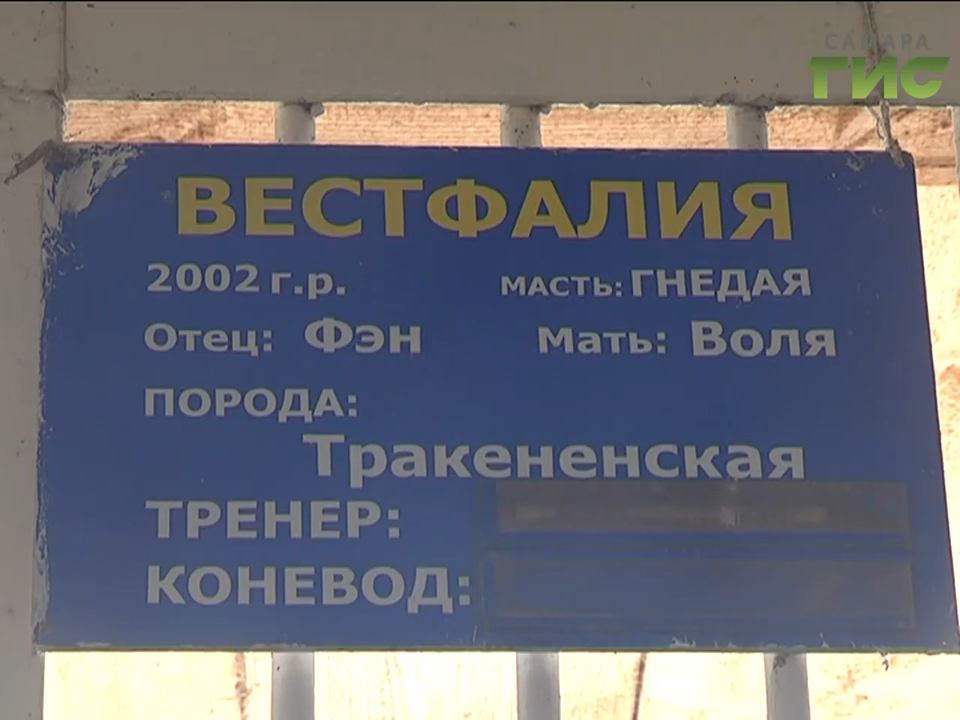 САМАРА
ГИС
ВЕСТФАЛИЯ
2002 г.р. МАСТЬ: ГНЕДАЯ
Отец: Фэн Мать: Воля
ПОРОДА:
Тракененская
ТРЕНЕР:
КОНЕВОД: